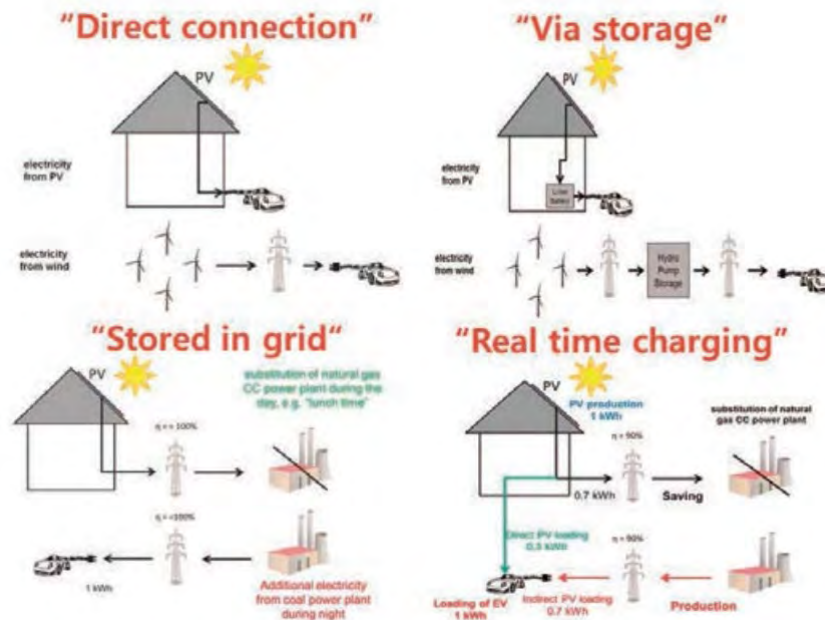 "Direct connection"
PV
electricity
from PV
electricity
from wind
"Via storage"
PV
electricity
from PV
electricity
from wind
Hydro
Pump
Storage
"Stored in grid"
PV
substitution of natural gas
CC power plant during the
day, e.g. "lunch time"
η = ≈ 100%
η = <100%
1 kWh
Additional electricity
from coal power plant
during night
"Real time charging"
PV
PV production
1 kWh
substitution of natural
gas CC power plant
η = 90%
0.7 kWh
Saving
Direct PV loading
0.3 kWh
η = 90%
Loading of EV
1 kWh
Indirect PV loading
0.7 kWh
Production